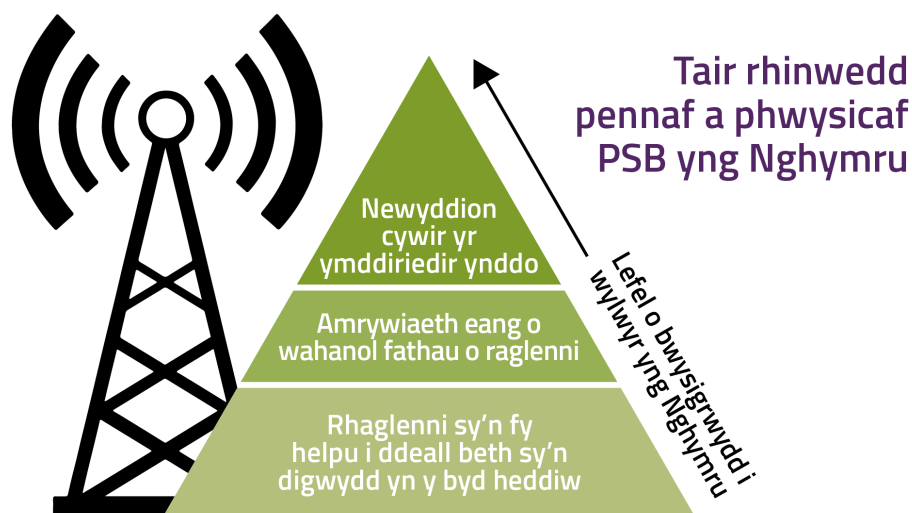 Tair rhinwedd
pennaf a phwysicaf
PSB yng Nghymru
Newyddion
cywir yr
ymddiriedir ynddo
Amrywiaeth eang o
wahanol fathau o raglenni
Rhaglenni sy'n fy
helpu i ddeall beth sy'n
digwydd yn y byd heddiw
Lefel o bwysigrwydd i
wylwyr yng Nghymru